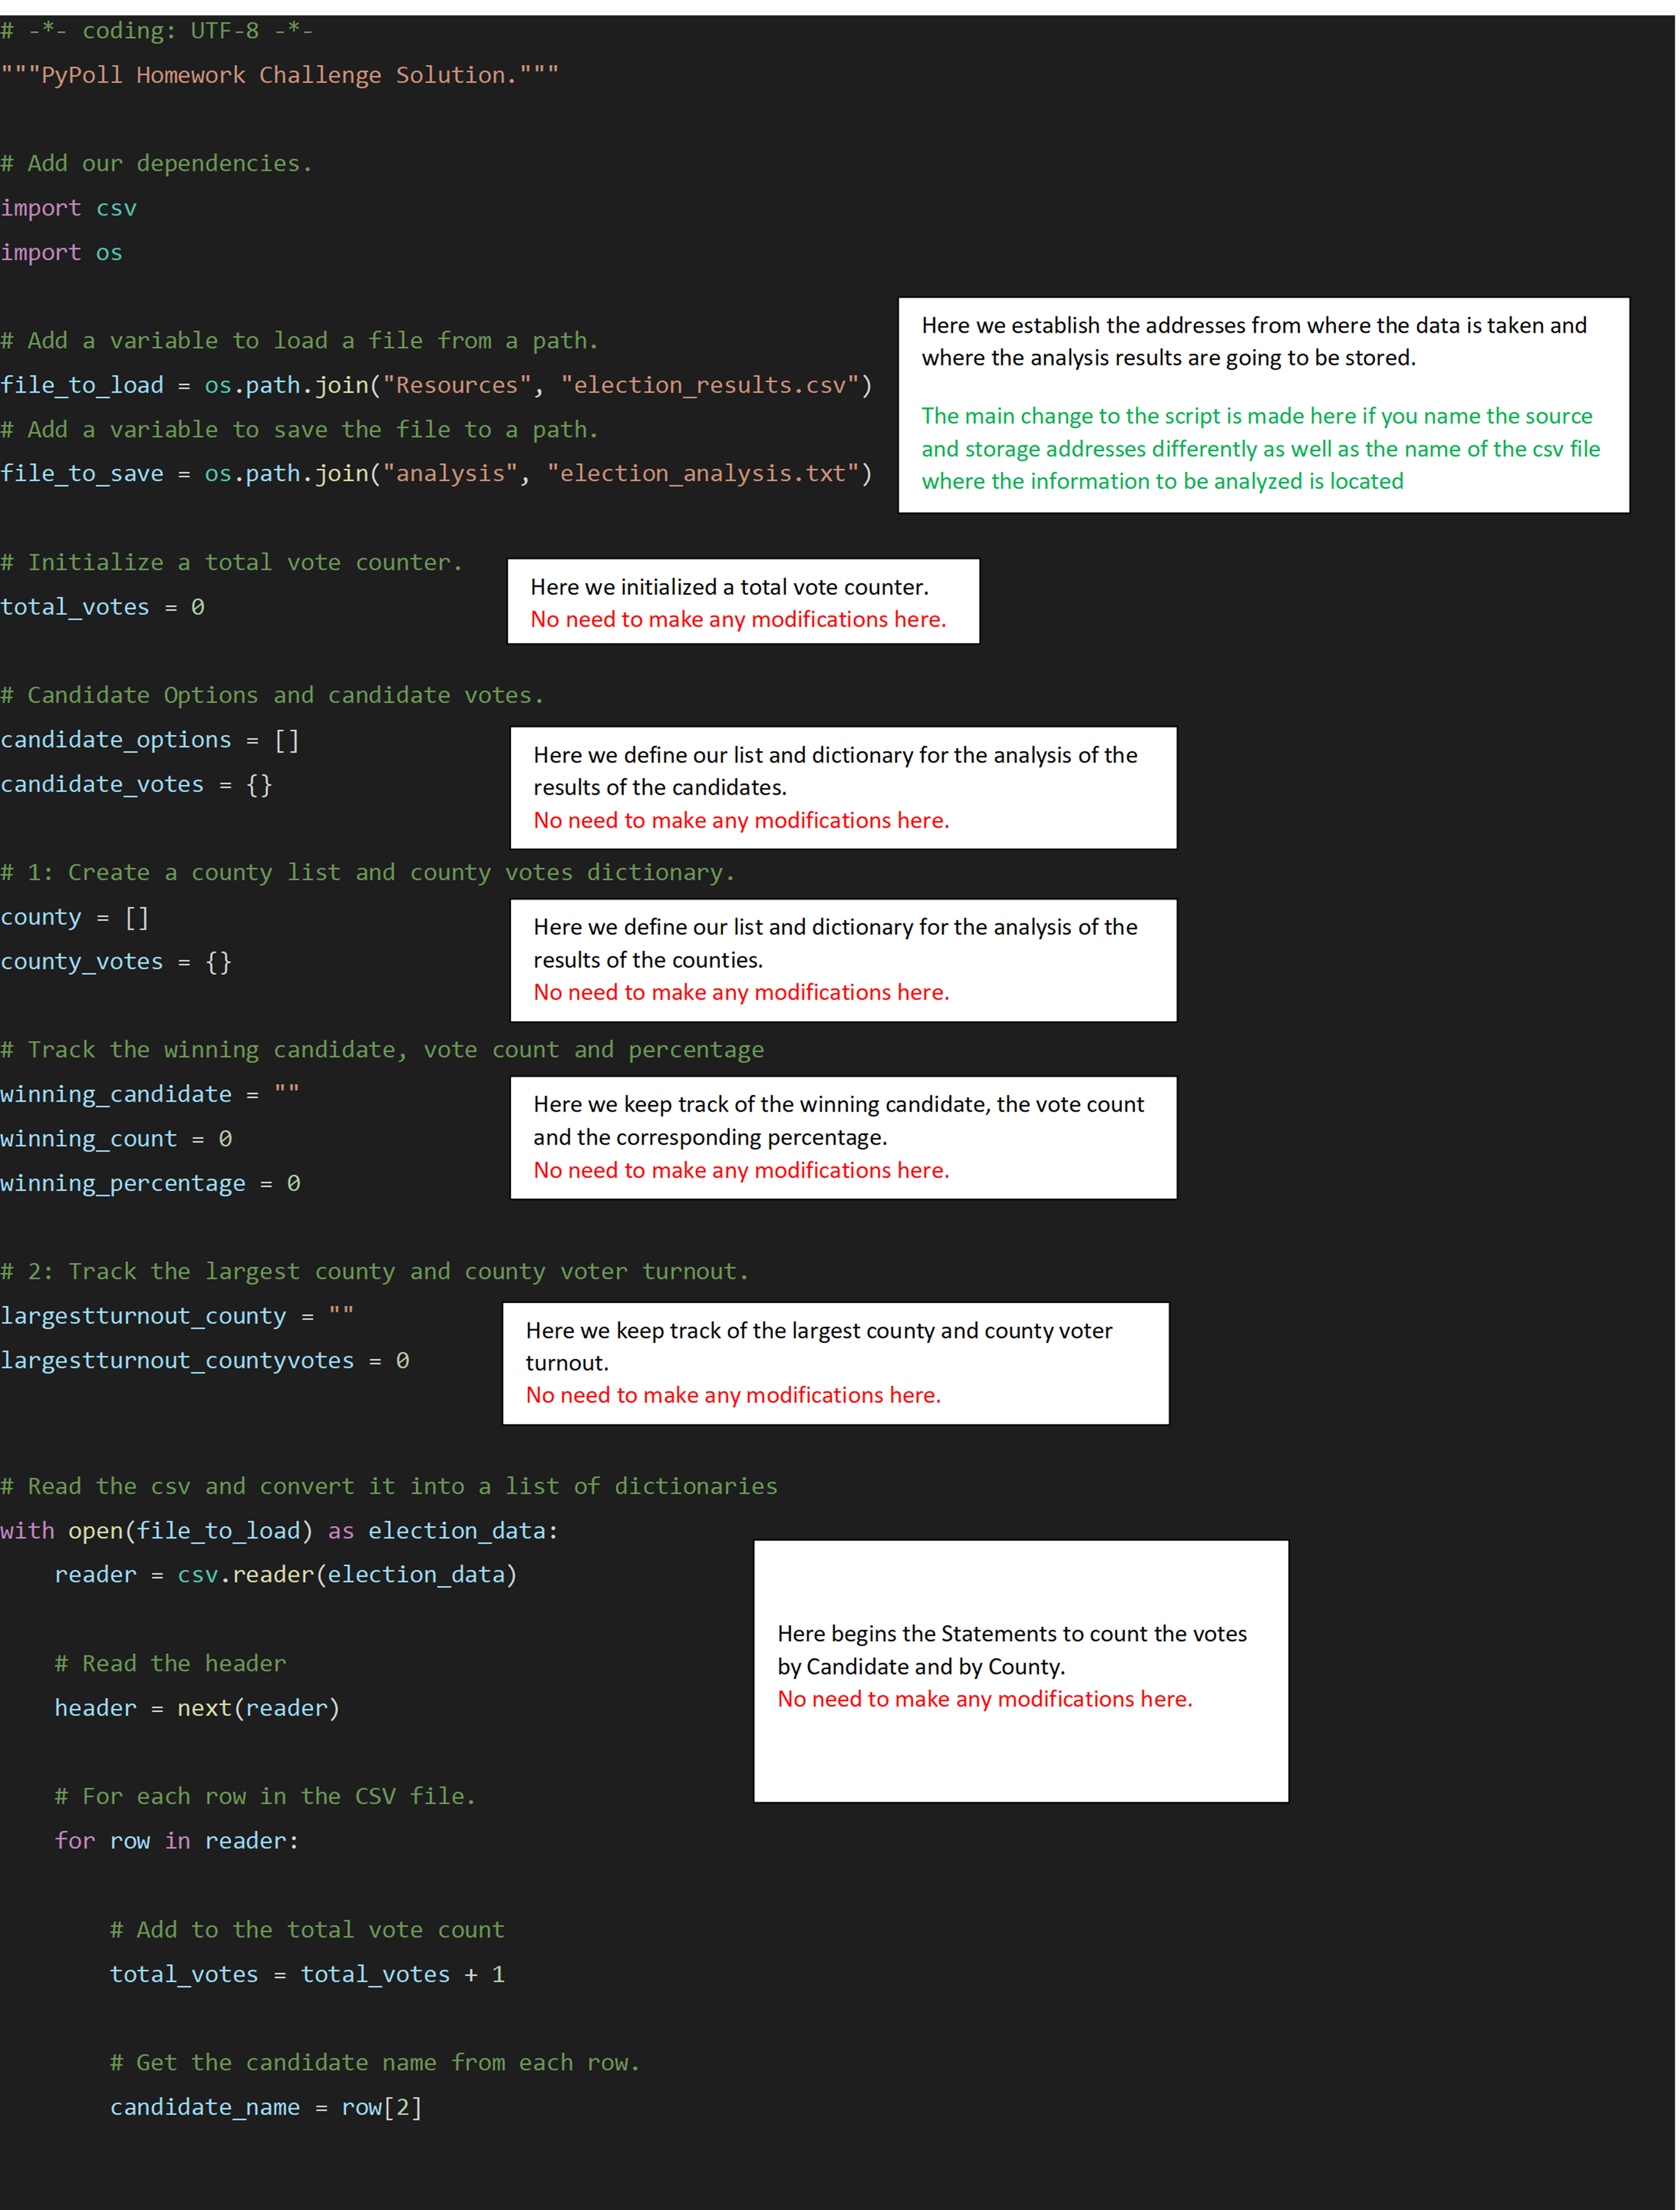 # -*- coding: UTF-8 -*-
"""PyPoll Homework Challenge Solution."""
# Add our dependencies.
import csv
import os
# Add a variable to load a file from a path.
file_to_load = os.path.join("Resources", "election_results.csv")
# Add a variable to save the file to a path.
file_to_save = os.path.join("analysis", "election_analysis.txt")
Here we establish the addresses from where the data is taken and
where the analysis results are going to be stored.
The main change to the script is made here if you name the source
and storage addresses differently as well as the name of the csv file
where the information to be analyzed is located
# Initialize a total vote counter.
total_votes = 0
Here we initialized a total vote counter.
No need to make any modifications here.
# Candidate Options and candidate votes.
candidate_options = []
candidate_votes = {}
Here we define our list and dictionary for the analysis of the
results of the candidates.
No need to make any modifications here.
# 1: Create a county list and county votes dictionary.
county = []
county_votes = {}
Here we define our list and dictionary for the analysis of the
results of the counties.
No need to make any modifications here.
# Track the winning candidate, vote count and percentage
winning_candidate = ""
winning_count = 0
winning_percentage = 0
Here we keep track of the winning candidate, the vote count
and the corresponding percentage.
No need to make any modifications here.
# 2: Track the largest county and county voter turnout.
largestturnout_county = ""
largestturnout_countyvotes = 0
Here we keep track of the largest county and county voter
turnout.
No need to make any modifications here.
# Read the csv and convert it into a list of dictionaries
with open(file_to_load) as election_data:
    reader = csv.reader(election_data)
    # Read the header
    header = next(reader)
Here begins the Statements to count the votes
by Candidate and by County.
No need to make any modifications here.
    # For each row in the CSV file.
    for row in reader:
        # Add to the total vote count
        total_votes = total_votes + 1
        # Get the candidate name from each row.
        candidate_name = row[2]